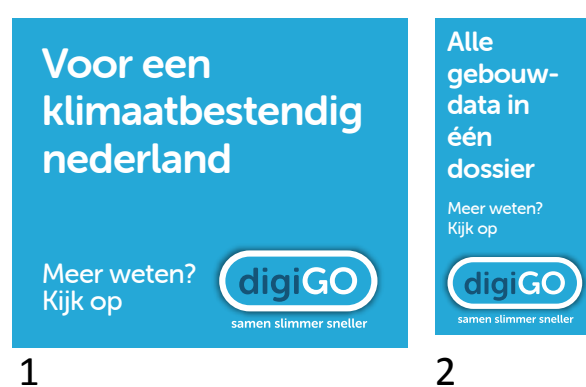 Voor een
klimaatbestendig
nederland
Meer weten?
Kijk op
digiGO
samen slimmer sneller
1
Alle
gebouw-
data in
één
dossier
Meer weten?
Kijk op
digiGO
samen slimmer sneller
2